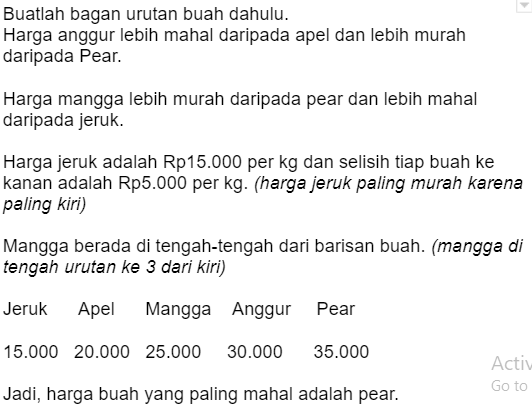 Buatlah bagan urutan buah dahulu.
Harga anggur lebih mahal daripada apel dan lebih murah
daripada Pear.
Harga mangga lebih murah daripada pear dan lebih mahal
daripada jeruk.
Harga jeruk adalah Rp15.000 per kg dan selisih tiap buah ke
kanan adalah Rp5.000 per kg. (harga jeruk paling murah karena
paling kiri)
Mangga berada di tengah-tengah dari barisan buah. (mangga di
tengah urutan ke 3 dari kiri)
Jeruk Apel Mangga Anggur Pear
15.000 20.000 25.000 30.000 35.000
Jadi, harga buah yang paling mahal adalah pear.
Go to